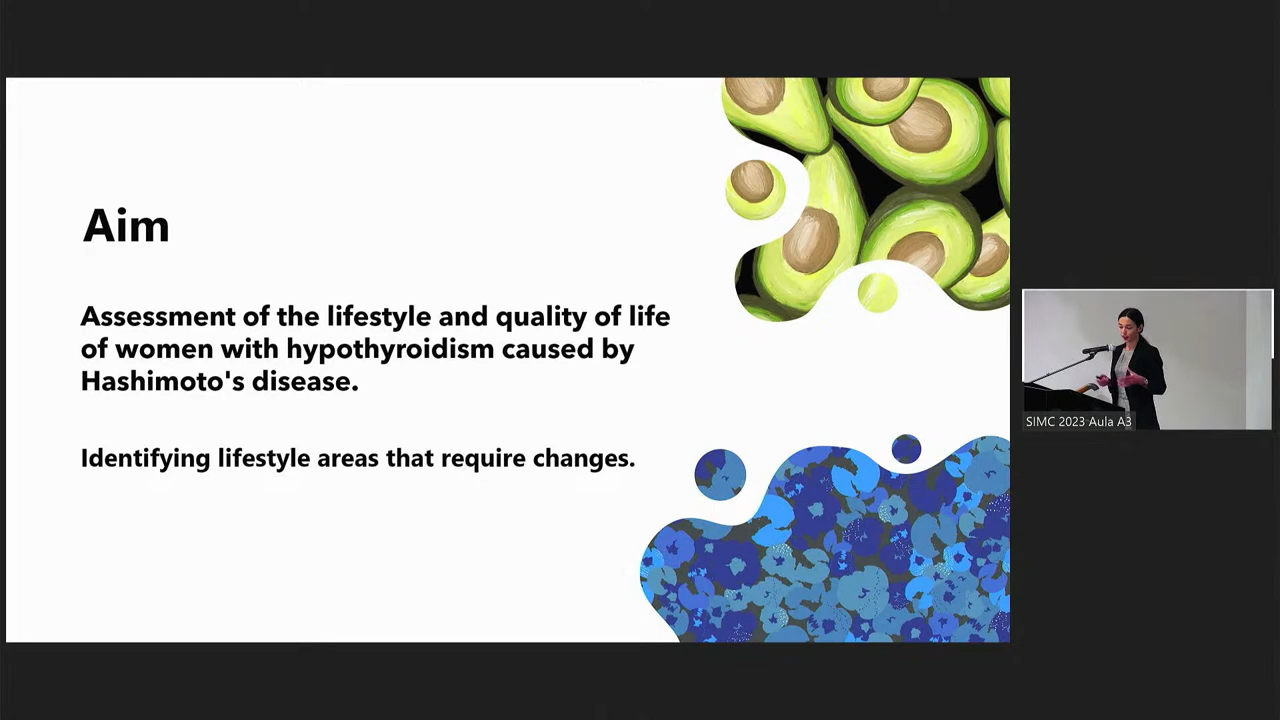 Aim
Assessment of the lifestyle and quality of life
of women with hypothyroidism caused by
Hashimoto's disease.
Identifying lifestyle areas that require changes.
SIMC 2023 Aula A3